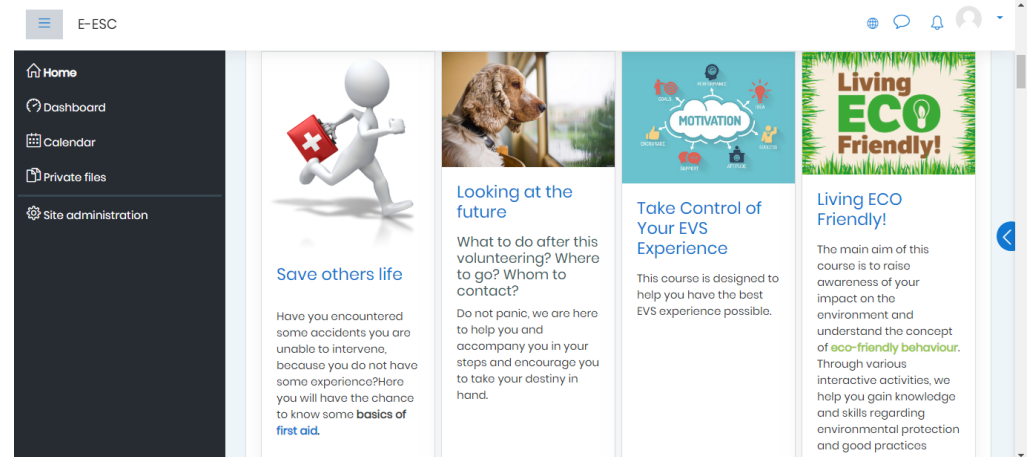 E-ESC
Home
Dashboard
Calendar
Private files
Site administration
Save others life
Have you encountered
some accidents you are
unable to intervene,
because you do not have
some experience?Here
you will have the chance
to know some basics of
first aid.
Looking at the
future
What to do after this
volunteering? Where
to go? Whom to
contact?
Do not panic, we are here
to help you and
accompany you in your
steps and encourage you
to take your destiny in
hand.
PERFORMANCE
GOALS
IDEA
MOTIVATION
SUPPORT
ATTITUDE
Take Control of
Your EVS
Experience
This course is designed to
help you have the best
EVS experience possible.
Living
ECO
Friendly!
Living ECO
Friendly!
The main aim of this
course is to raise
awareness of your
impact on the
environment and
understand the concept
of eco-friendly behaviour.
Through various
interactive activities, we
help you gain knowledge
and skills regarding
environmental protection
and good practices